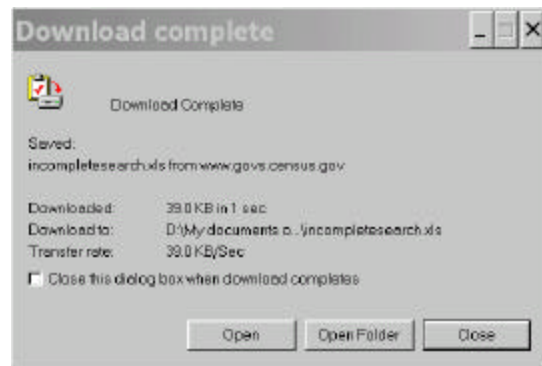 Download complete
Download Complete
Saved:
incompletesearch.xls from www.govs.census.gov
Downloaded: 39.0 KB in 1 sec
Download to: D:\My documents o...\incompletesearch.xls
Transfer rate: 39.0 KB/Sec
Close this dialog box when download completes
Open Open Folder Close